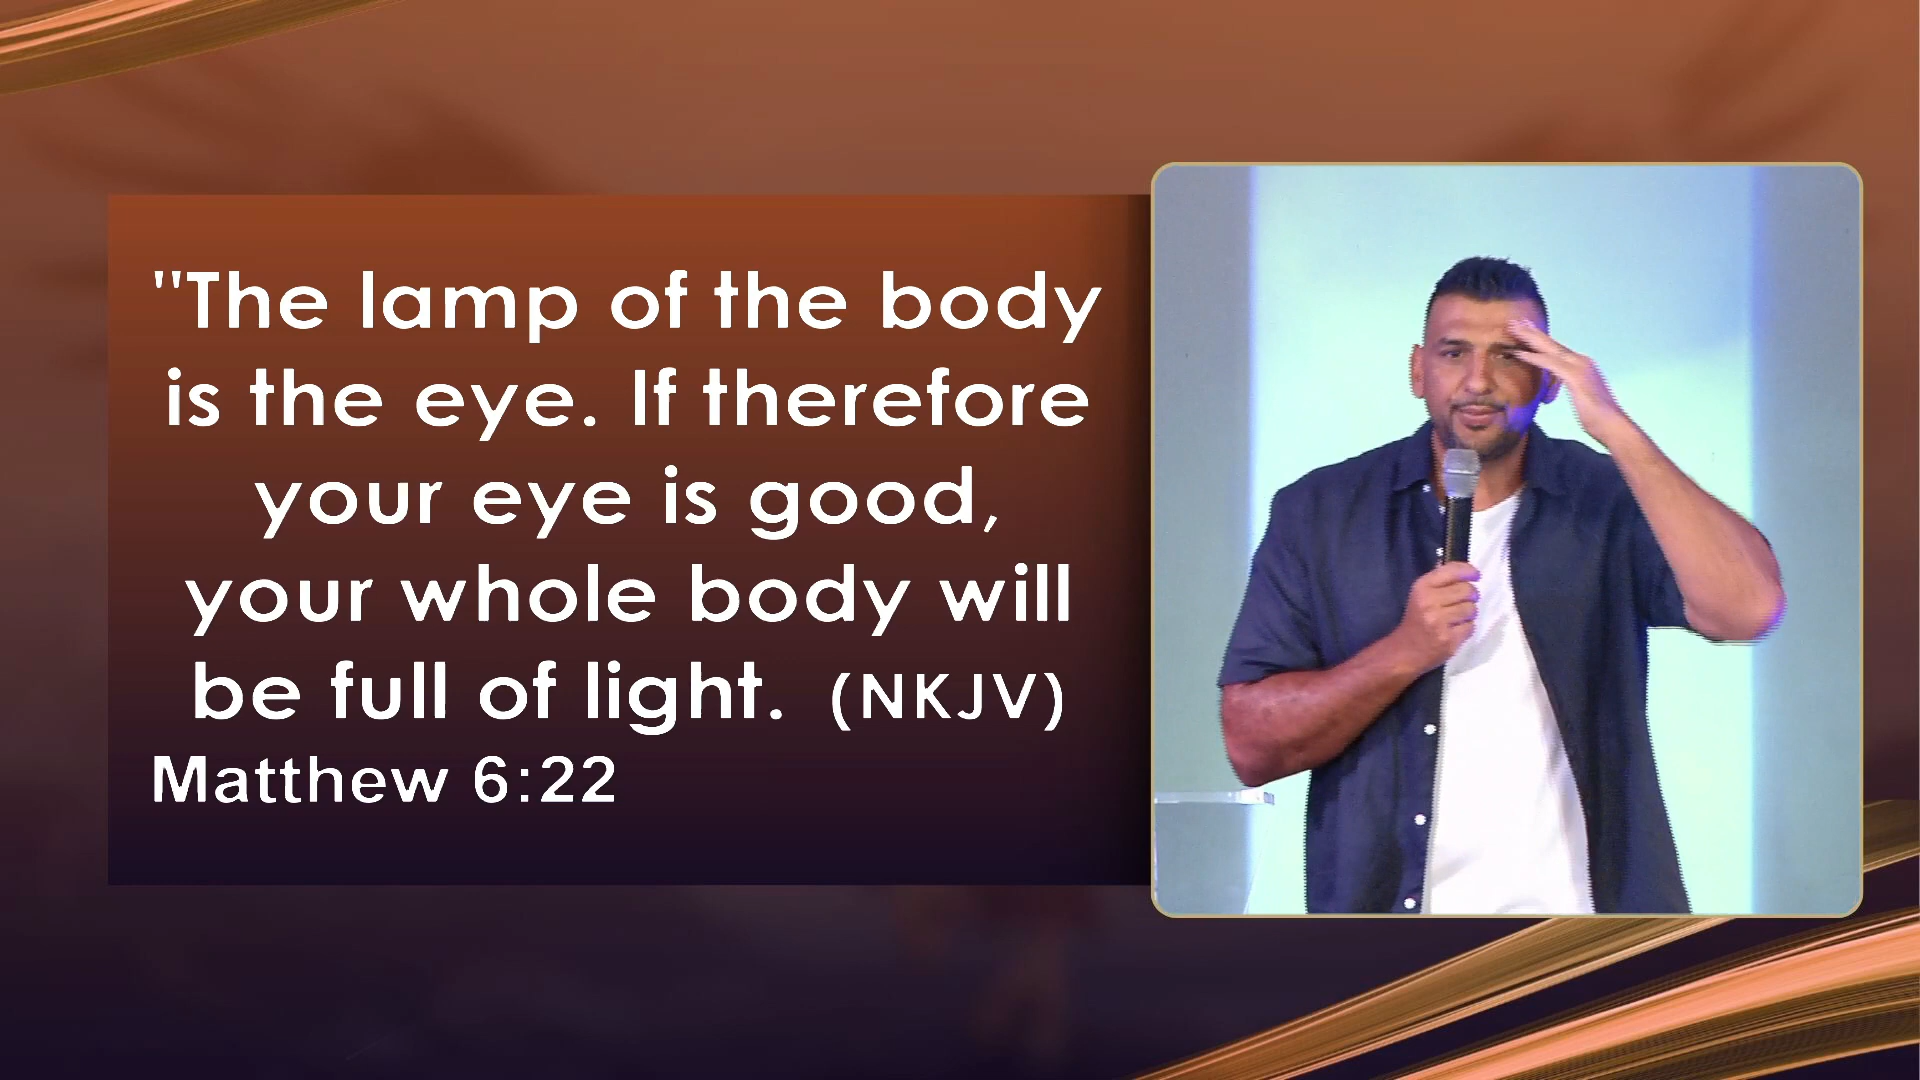 "The lamp of the body
is the eye. If therefore
your eye is good,
your whole body will
be full of light. (NKJV)
Matthew 6:22